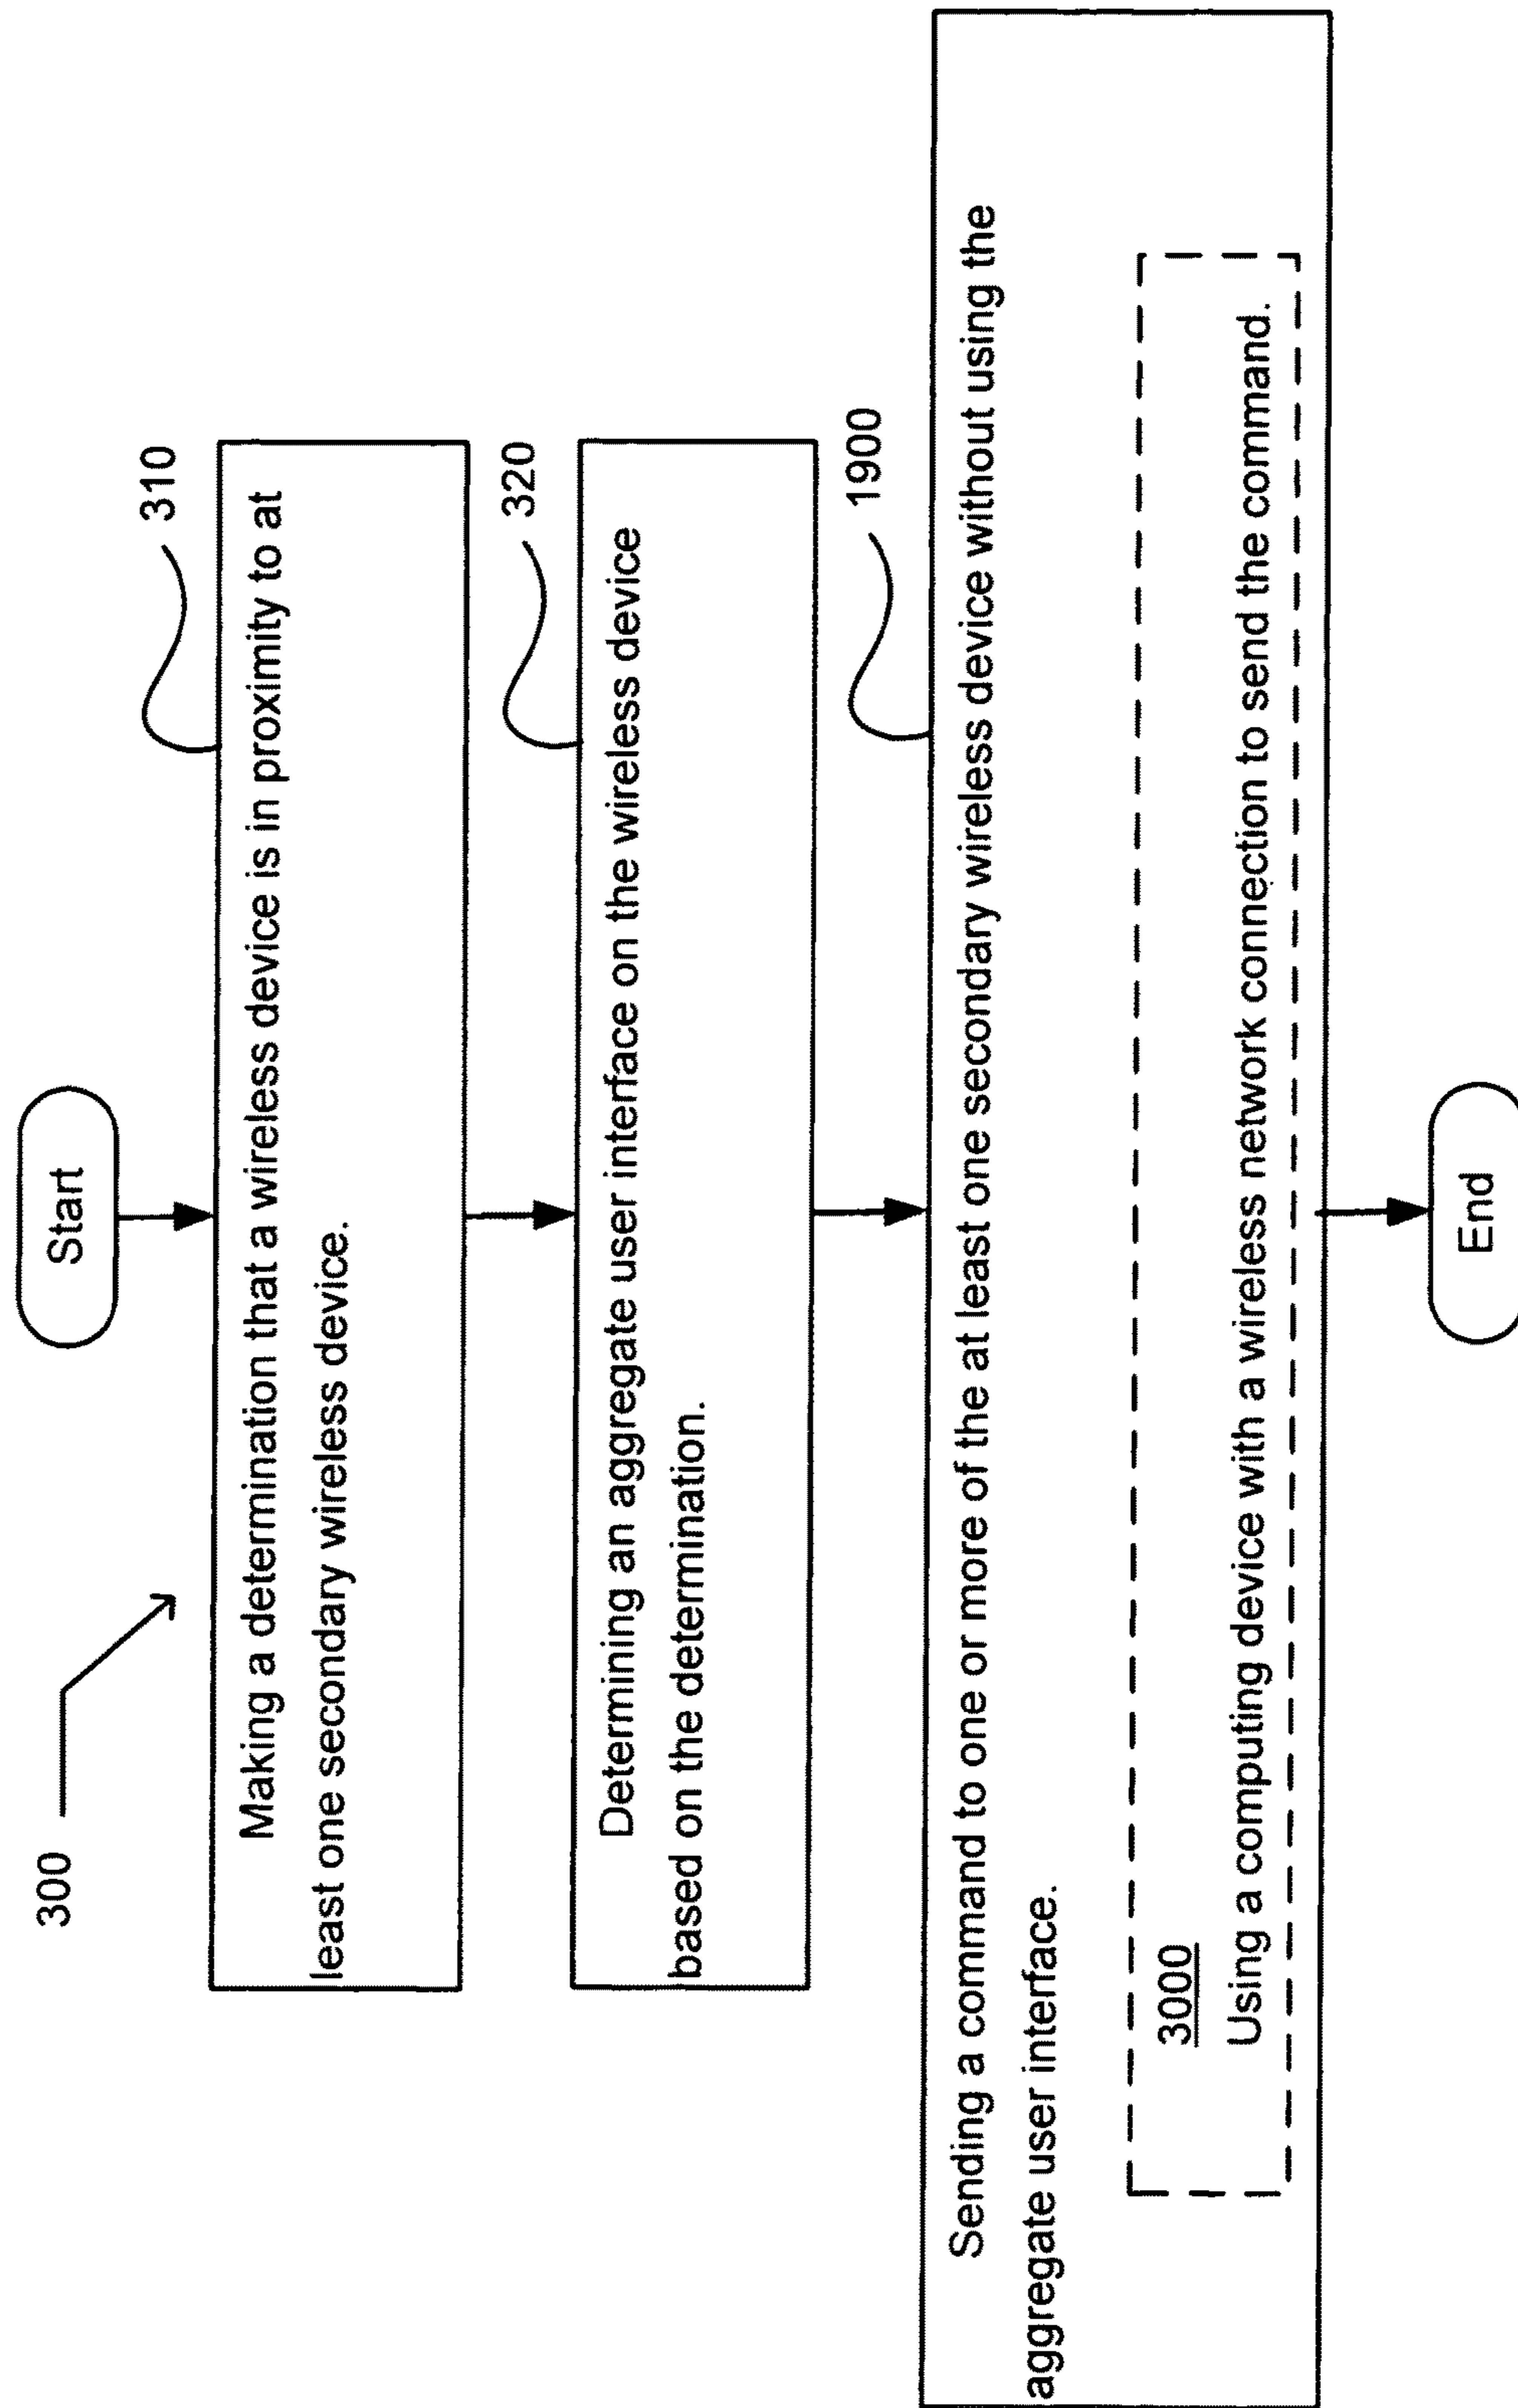 300
Start
310
Making a determination that a wireless device is in proximity to at
least one secondary wireless device.
320
Determining an aggregate user interface on the wireless device
based on the determination.
1900
Sending a command to one or more of the at least one secondary wireless device without using the
aggregate user interface.
3000
Using a computing device with a wireless network connection to send the command.
End